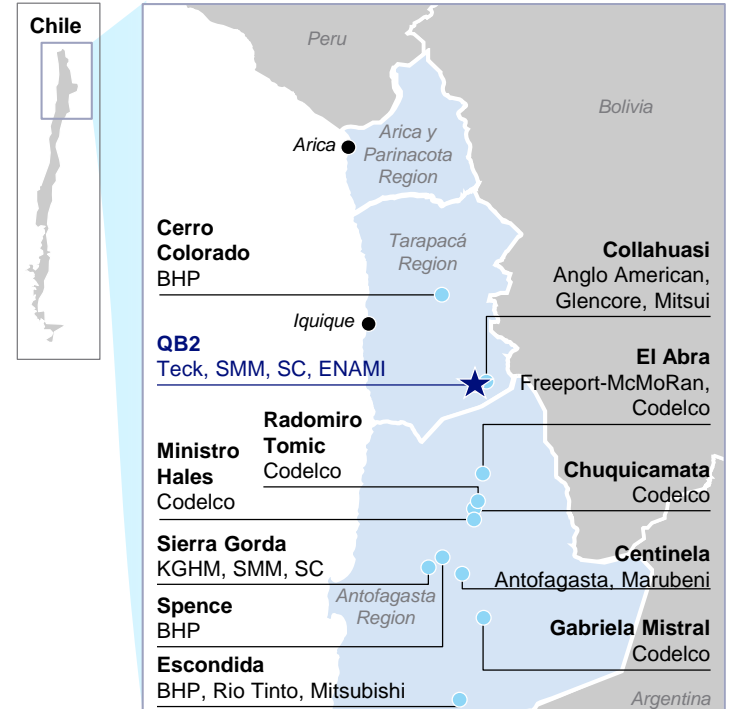 Chile
Peru
Bolivia
Arica
Arica y
Parinacota
Region
Cerro
Colorado
BHP
Tarapacá
Region
Collahuasi
Anglo American,
Glencore, Mitsui
Iquique
QB2
Teck, SMM, SC, ENAMI
El Abra
Freeport-McMoRan,
Codelco
Radomiro
Tomic
Codelco
Ministro
Hales
Codelco
Chuquicamata
Codelco
Sierra Gorda
KGHM, SMM, SC
Centinela
Antofagasta, Marubeni
Antofagasta
Region
Spence
BHP
Gabriela Mistral
Codelco
Escondida
BHP, Rio Tinto, Mitsubishi
Argentina